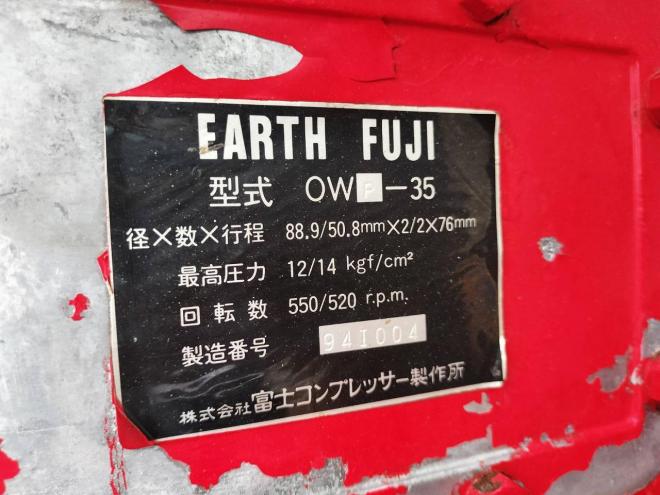 EARTH FUJI
型式 OWP-35
径×数×行程 88.9/50.8mm×2/2×76mm
最高圧力 12/14 kgf/cm²
回転数 550/520 r.p.m.
製造番号 94I004
株式会社富士コンプレッサー製作所